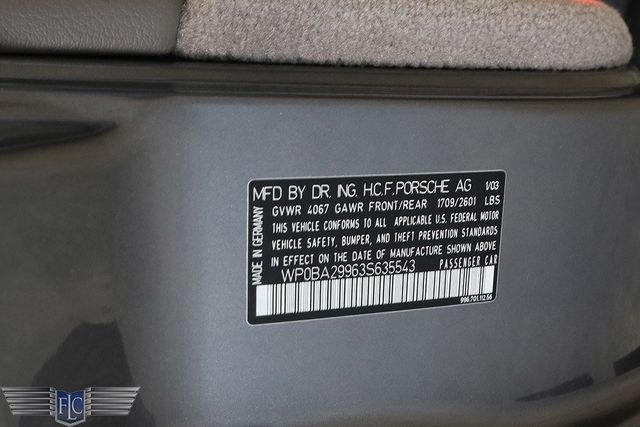 MFD BY DR. ING. H.C.F. PORSCHE AG 1/03
GVWR 4067 GAWR FRONT/REAR 1709/2601 LBS
THIS VEHICLE CONFORMS TO ALL APPLICABLE U.S. FEDERAL MOTOR
VEHICLE SAFETY, BUMPER, AND THEFT PREVENTION STANDARDS
IN EFFECT ON THE DATE OF MANUFACTURE SHOWN ABOVE
WP0BA29963S635543 PASSENGER CAR
996.701.112.56
MADE IN GERMANY
FLC